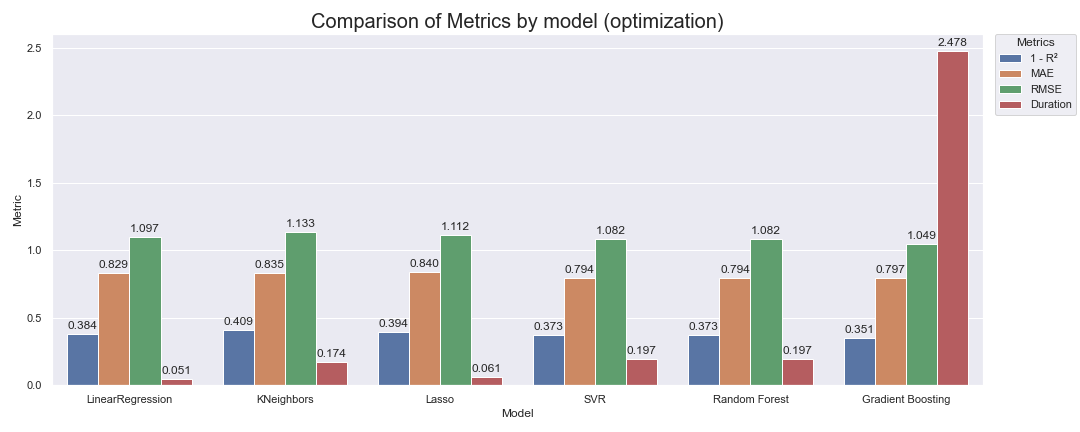 Comparison of Metrics by model (optimization)
Metrics
1 - R²
MAE
RMSE
Duration
Metric
2.5
2.0
1.5
1.0
0.5
0.0
0.384
0.829
1.097
0.051
0.409
0.835
1.133
0.174
0.394
0.840
1.112
0.061
0.373
0.794
1.082
0.197
0.373
0.794
1.082
0.197
0.351
0.797
1.049
2.478
LinearRegression
KNeighbors
Lasso
SVR
Random Forest
Gradient Boosting
Model